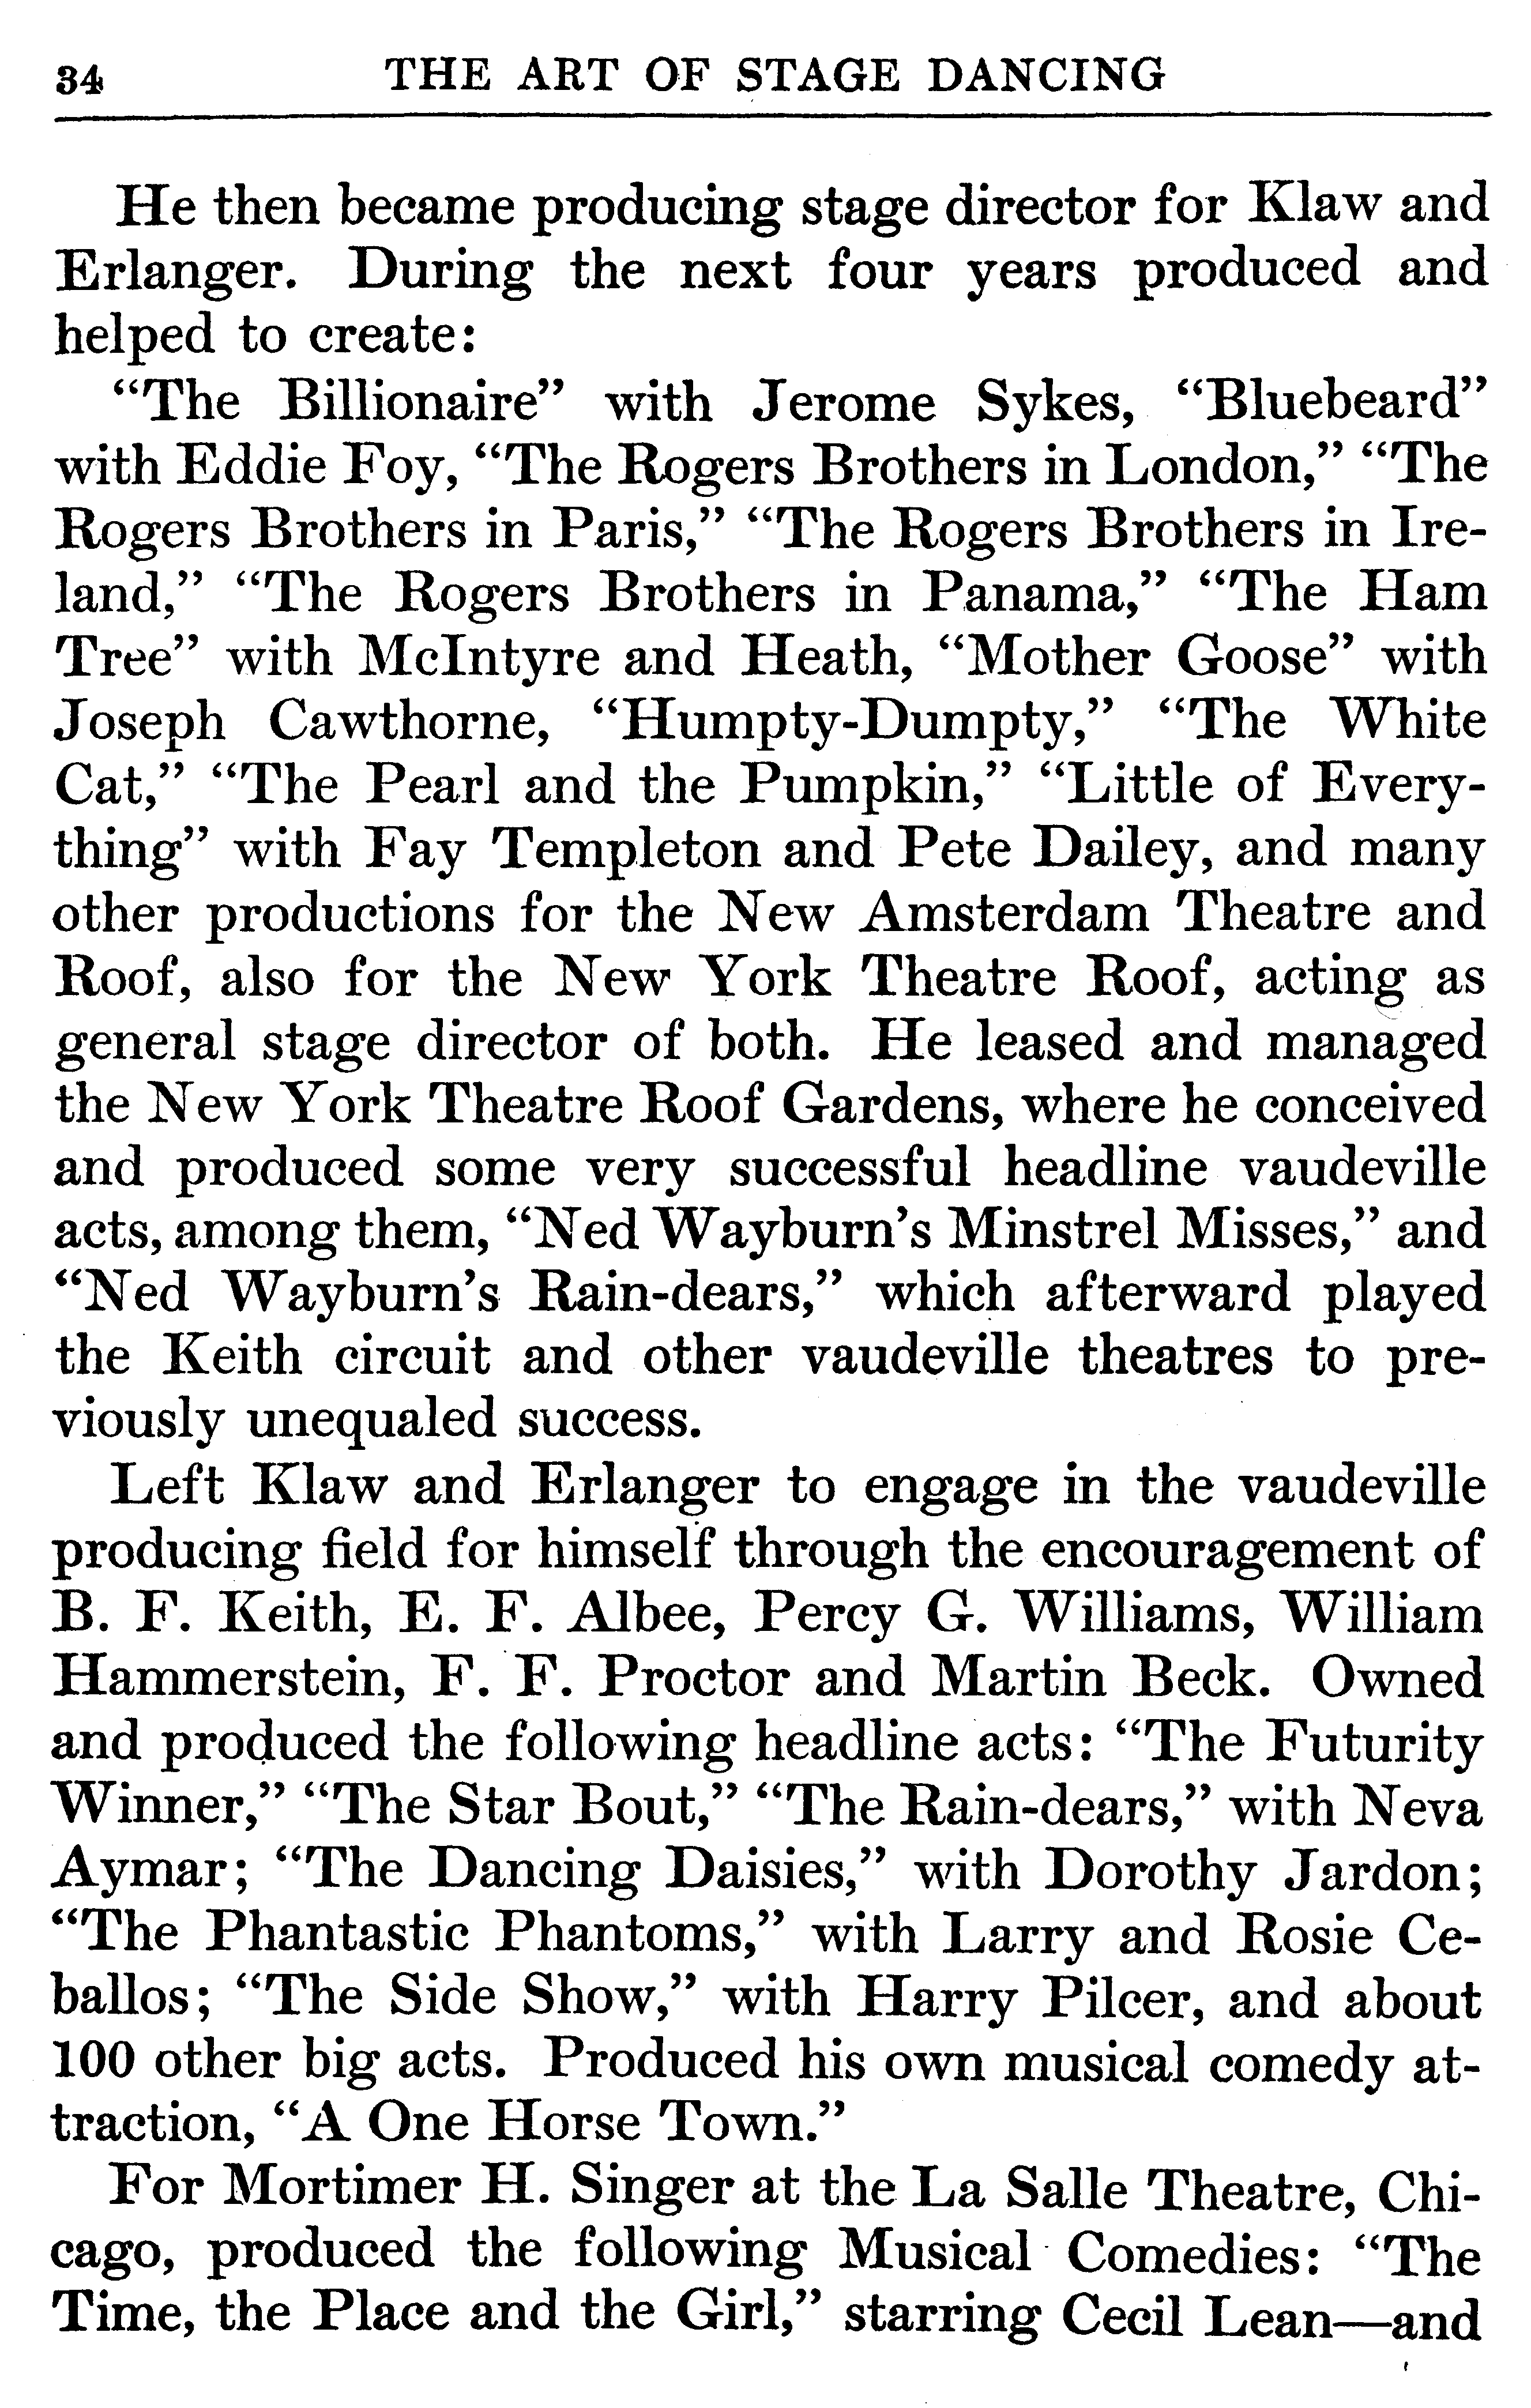 34 THE ART OF STAGE DANCING
He then became producing stage director for Klaw and
Erlanger. During the next four years produced and
helped to create:
“The Billionaire” with Jerome Sykes, “Bluebeard”
with Eddie Foy, “The Rogers Brothers in London,” “The
Rogers Brothers in Paris,” “The Rogers Brothers in Ire-
land,” “The Rogers Brothers in Panama,” “The Ham
Tree” with McIntyre and Heath, “Mother Goose” with
Joseph Cawthorne, “Humpty-Dumpty,” “The White
Cat,” “The Pearl and the Pumpkin,” “Little of Every-
thing” with Fay Templeton and Pete Dailey, and many
other productions for the New Amsterdam Theatre and
Roof, also for the New York Theatre Roof, acting as
general stage director of both. He leased and managed
the New York Theatre Roof Gardens, where he conceived
and produced some very successful headline vaudeville
acts, among them, “Ned Wayburn’s Minstrel Misses,” and
“Ned Wayburn’s Rain-dears,” which afterward played
the Keith circuit and other vaudeville theatres to pre-
viously unequaled success.
Left Klaw and Erlanger to engage in the vaudeville
producing field for himself through the encouragement of
B. F. Keith, E. F. Albee, Percy G. Williams, William
Hammerstein, F. F. Proctor and Martin Beck. Owned
and produced the following headline acts: “The Futurity
Winner,” “The Star Bout,” “The Rain-dears,” with Neva
Aymar; “The Dancing Daisies,” with Dorothy Jardon;
“The Phantastic Phantoms,” with Larry and Rosie Ce-
ballos; “The Side Show,” with Harry Pilcer, and about
100 other big acts. Produced his own musical comedy at-
traction, “A One Horse Town.”
For Mortimer H. Singer at the La Salle Theatre, Chi-
cago, produced the following Musical Comedies: “The
Time, the Place and the Girl,” starring Cecil Lean—and